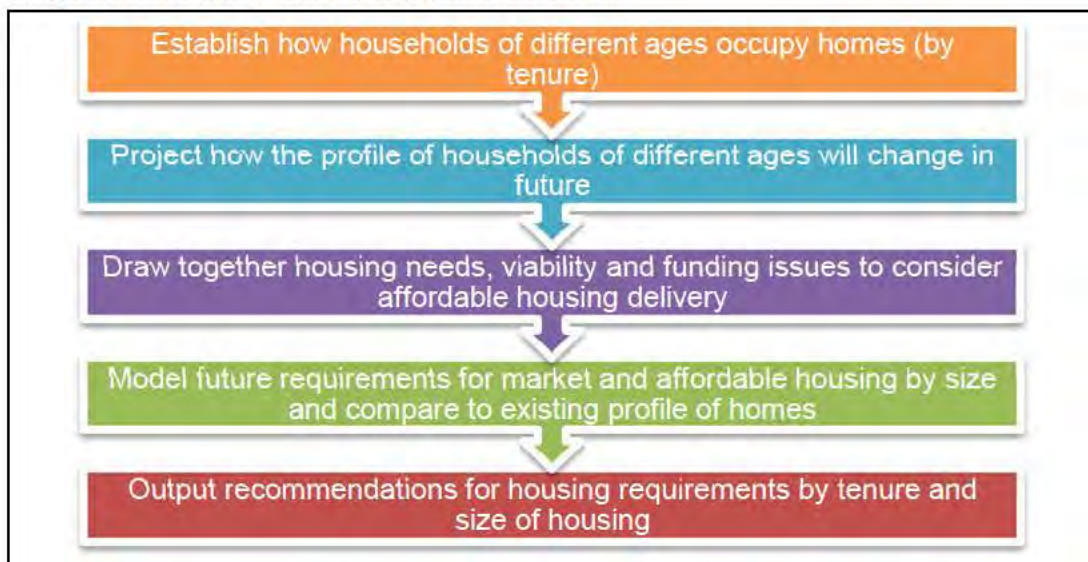 Establish how households of different ages occupy homes (by
tenure)
Project how the profile of households of different ages will change in
future
Draw together housing needs, viability and funding issues to consider
affordable housing delivery
Model future requirements for market and affordable housing by size
and compare to existing profile of homes
Output recommendations for housing requirements by tenure and
size of housing